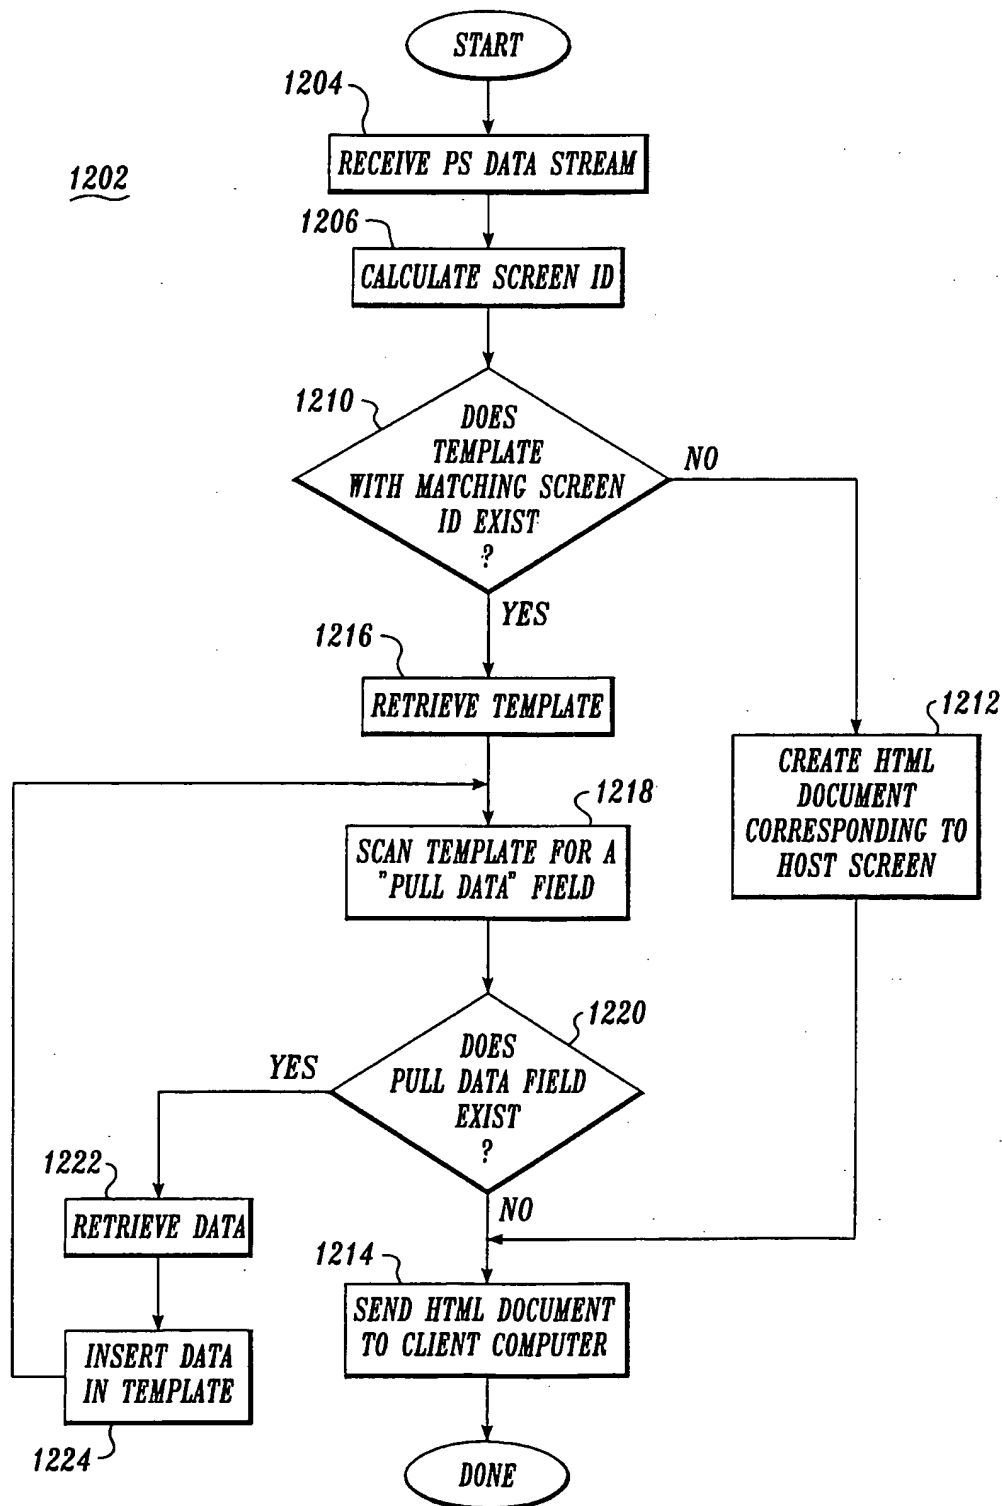 START
1204
RECEIVE PS DATA STREAM
1202
1206
CALCULATE SCREEN ID
1210
DOES
TEMPLATE
WITH MATCHING SCREEN
ID EXIST
?
NO
YES
1216
RETRIEVE TEMPLATE
1212
CREATE HTML
DOCUMENT
CORRESPONDING TO
HOST SCREEN
1218
SCAN TEMPLATE FOR A
"PULL DATA" FIELD
1220
DOES
PULL DATA FIELD
EXIST
?
YES
NO
1222
RETRIEVE DATA
1214
SEND HTML DOCUMENT
TO CLIENT COMPUTER
INSERT DATA
IN TEMPLATE
1224
DONE